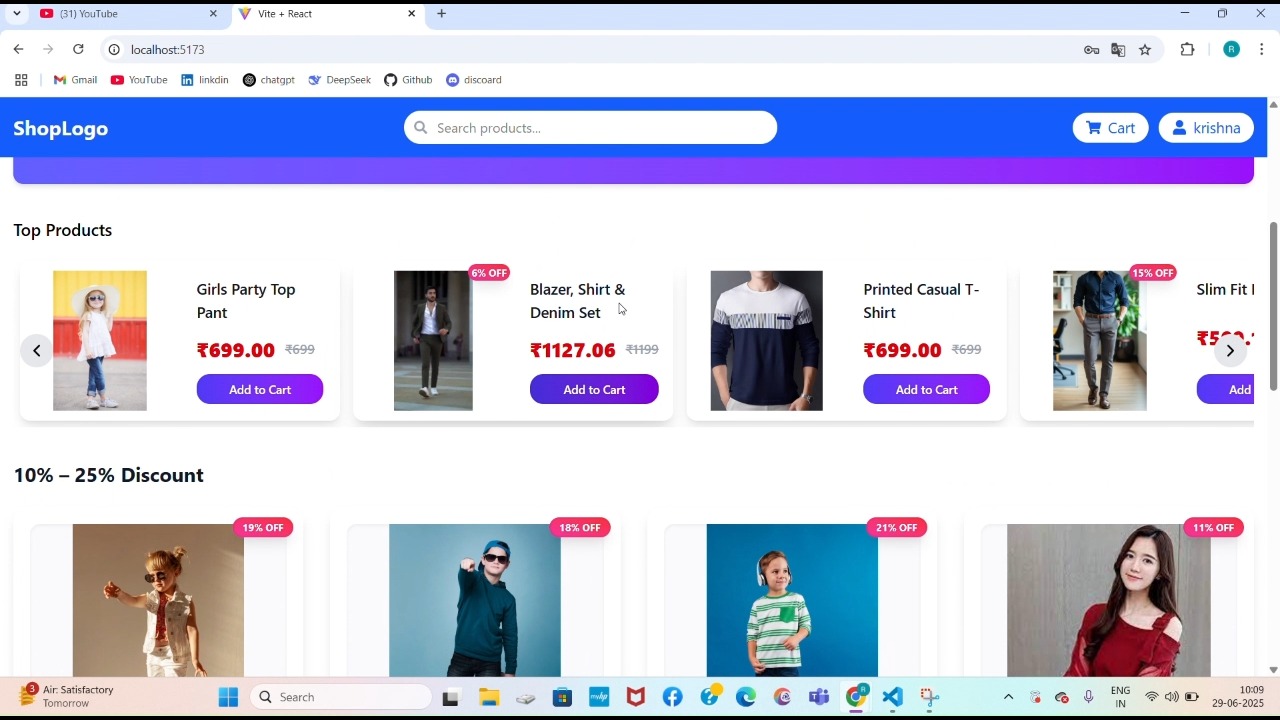 (31) YouTube
Vite + React
localhost:5173
Gmail
YouTube
linkdin
chatgpt
DeepSeek
Github
discoard
R
ShopLogo
Search products...
Cart
krishna
Top Products
Girls Party Top
Pant
₹699.00 ₹699
Add to Cart
6% OFF
Blazer, Shirt &
Denim Set
₹1127.06 ₹1199
Add to Cart
Printed Casual T-
Shirt
₹699.00 ₹699
Add to Cart
15% OFF
Slim Fit
Add
10% – 25% Discount
19% OFF
18% OFF
21% OFF
11% OFF
3
Air: Satisfactory
Tomorrow
Search
myhp
R
ENG
IN
10:09
29-06-2025